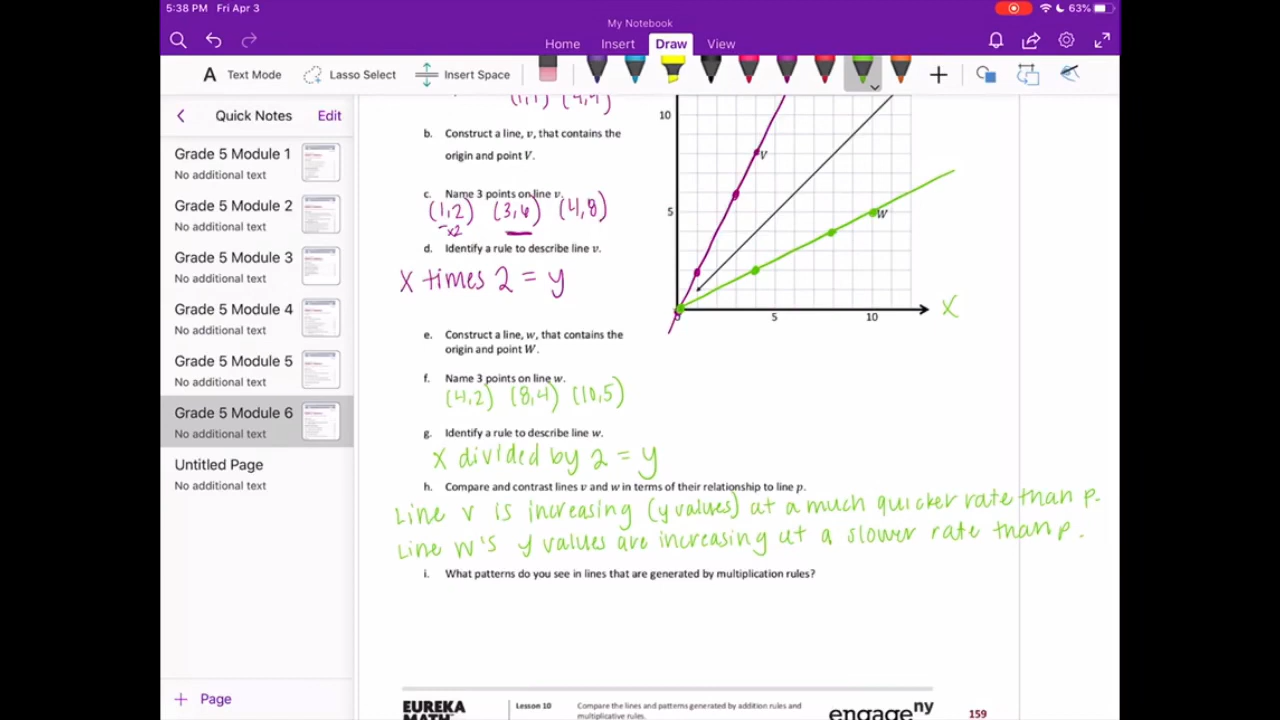 5:38 PM Fri Apr 3
63%
My Notebook
Home Insert Draw View
A Text Mode Lasso Select Insert Space
Quick Notes Edit
Grade 5 Module 1
No additional text
Grade 5 Module 2
No additional text
Grade 5 Module 3
No additional text
Grade 5 Module 4
No additional text
Grade 5 Module 5
No additional text
Grade 5 Module 6
No additional text
Untitled Page
No additional text
+ Page
(1,1) (4,4)
b. Construct a line, v, that contains the
origin and point V.
c. Name 3 points on line v.
(1,2) (3,6) (4,8)
x2
d. Identify a rule to describe line v.
X times 2 = y
e. Construct a line, w, that contains the
origin and point W.
f. Name 3 points on line w.
(4,2) (8,4) (10,5)
g. Identify a rule to describe line w.
X divided by 2 = y
h. Compare and contrast lines v and w in terms of their relationship to line p.
Line v is increasing (y values) at a much quicker rate than p.
Line W's y values are increasing at a slower rate than p.
i. What patterns do you see in lines that are generated by multiplication rules?
10
V
5
W
0 5 10
X
EUREKA
MATH
Lesson 10
Compare the lines and patterns generated by addition rules and
multiplicative rules.
engageny
159